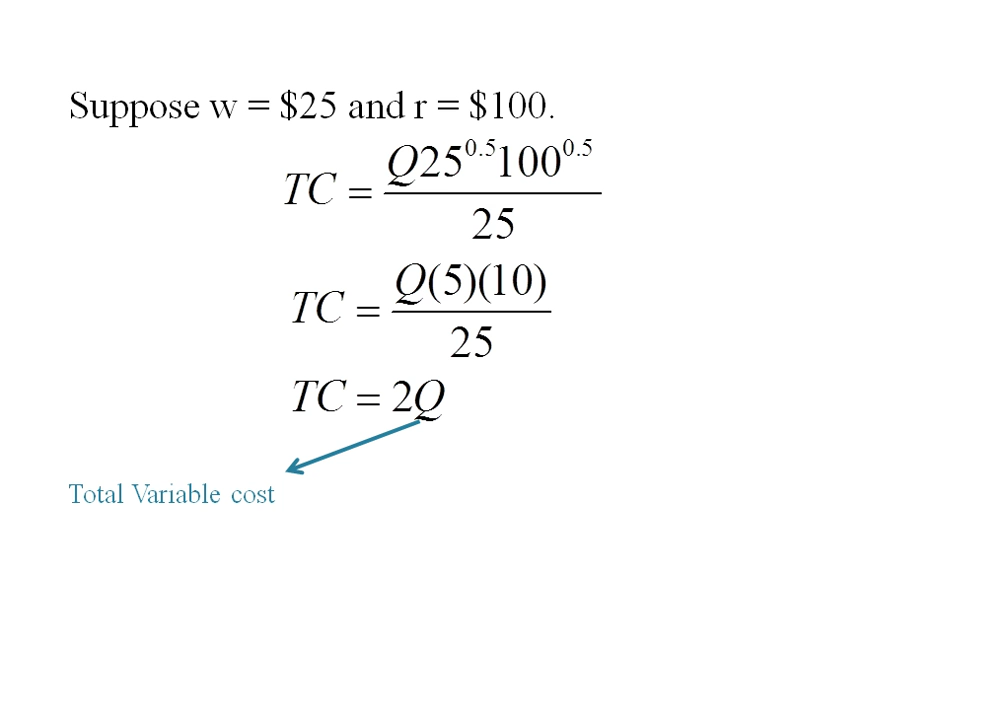 Suppose w = $25 and r = $100.
TC = Q25^0.5 100^0.5 / 25
TC = Q(5)(10) / 25
TC = 2Q
Total Variable cost